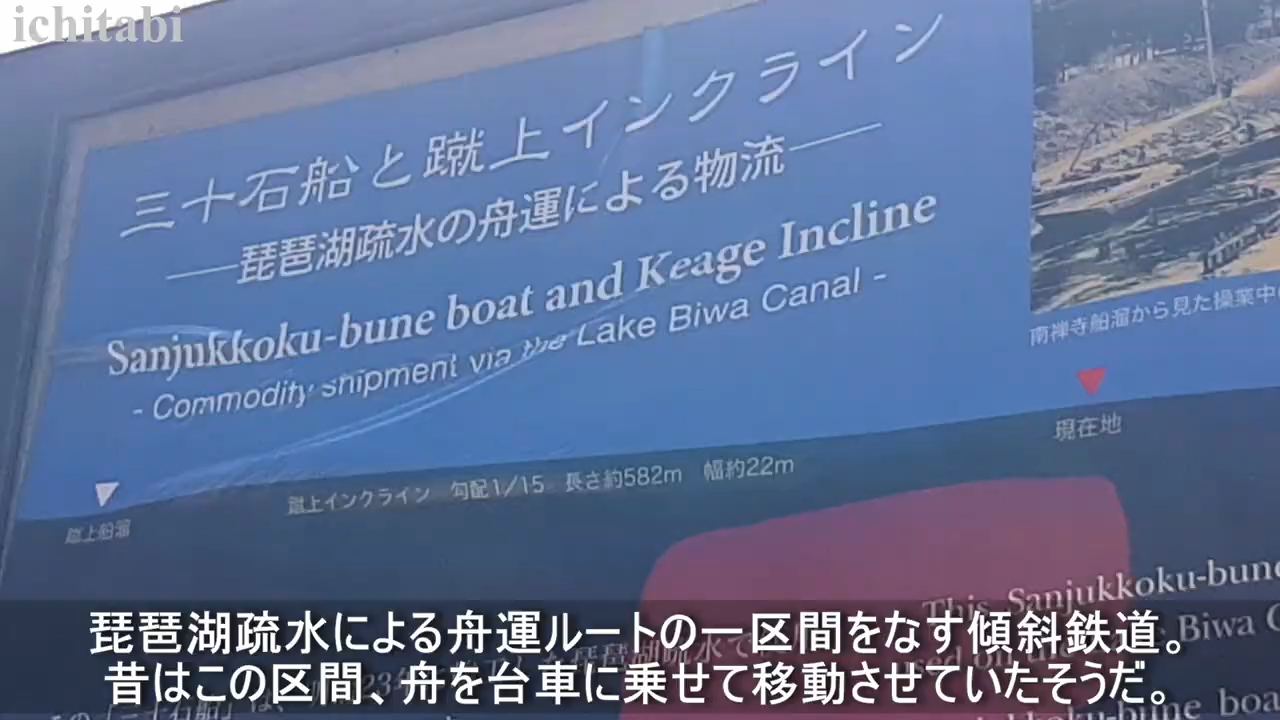 ichitabi
三十石船と蹴上インクライン
──琵琶湖疏水の舟運による物流──
Sanjukkoku-bune boat and Keage Incline
- Commodity shipment via the Lake Biwa Canal -
南禅寺船溜から見た操業中の
現在地
蹴上インクライン 勾配1/15 長さ約582m 幅約22m
蹴上船溜
This Sanjukkoku-bune
Biwa
琵琶湖疏水による舟運ルートの一区間をなす傾斜鉄道。
昔はこの区間、舟を台車に乗せて移動させていたそうだ。